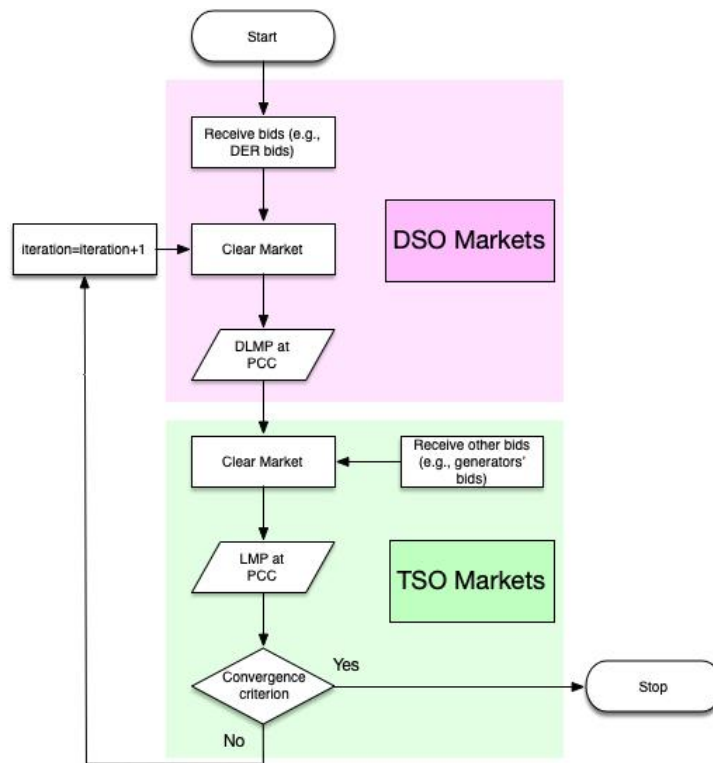 Start
Receive bids (e.g.,
DER bids)
DSO Markets
iteration=iteration+1
Clear Market
DLMP at
PCC
Clear Market
Receive other bids
(e.g., generators'
bids)
LMP at
PCC
TSO Markets
Convergence
criterion
Yes
Stop
No